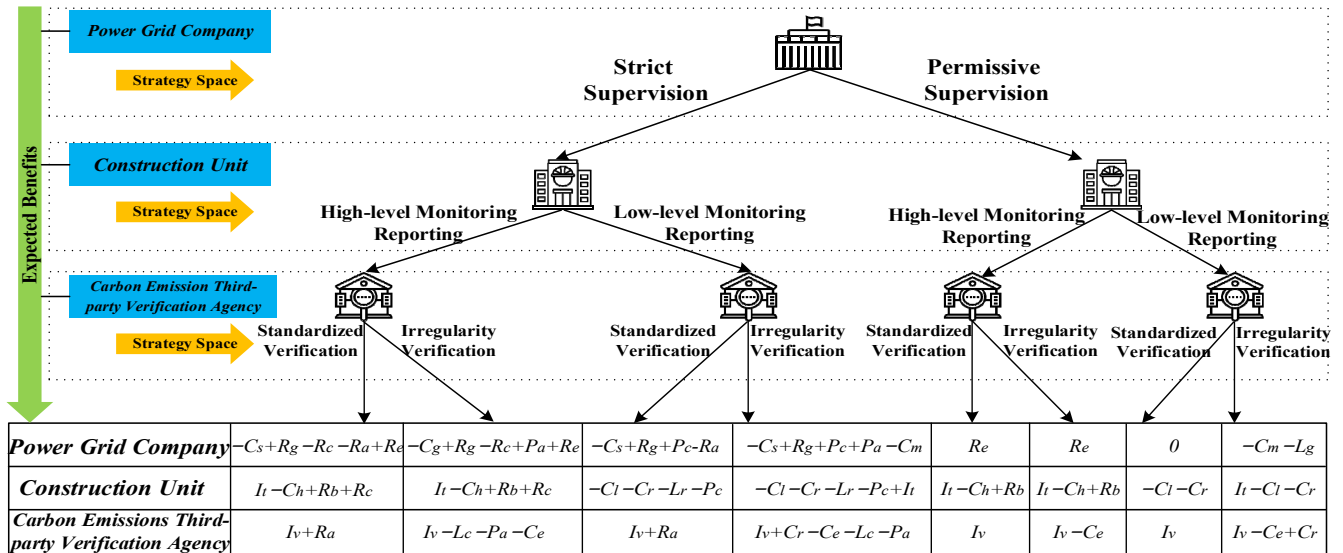 Expected Benefits
Power Grid Company
Strategy Space
Strict
Supervision
Permissive
Supervision
Construction Unit
Strategy Space
High-level Monitoring
Reporting
Low-level Monitoring
Reporting
High-level Monitoring
Reporting
Low-level Monitoring
Reporting
Carbon Emission Third-
party Verification Agency
Strategy Space
Standardized
Verification
Irregularity
Verification
Standardized
Verification
Irregularity
Verification
Standardized
Verification
Irregularity
Verification
Standardized
Verification
Irregularity
Verification
Power Grid Company −Cs+Rg −Rc −Ra+Re −Cg+Rg −Rc+Pa+Re −Cs+Rg+Pc-Ra −Cs+Rg+Pc+Pa −Cm Re Re 0 −Cm −Lg
Construction Unit It −Ch+Rb+Rc It −Ch+Rb+Rc −Cl −Cr −Lr −Pc −Cl −Cr −Lr −Pc+It It −Ch+Rb It −Ch+Rb −Cl −Cr It −Cl −Cr
Carbon Emissions Third-
party Verification Agency Iv+Ra Iv −Lc −Pa −Ce Iv+Ra Iv+Cr −Ce −Lc −Pa Iv Iv −Ce Iv Iv −Ce+Cr